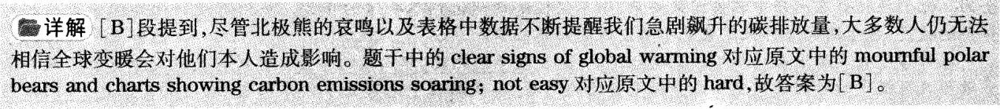 详解 [B]段提到,尽管北极熊的哀鸣以及表格中数据不断提醒我们急剧飙升的碳排放量,大多数人仍无法
相信全球变暖会对他们本人造成影响。题干中的 clear signs of global warming 对应原文中的 mournful polar
bears and charts showing carbon emissions soaring; not easy 对应原文中的 hard,故答案为[B]。